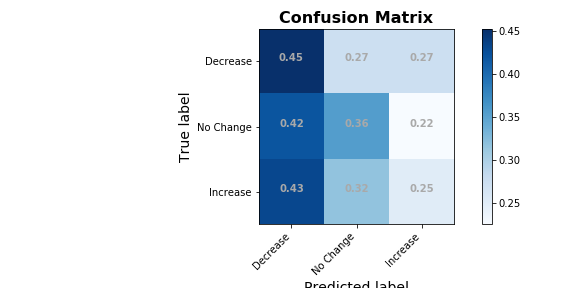 Confusion Matrix
True label
Decrease 0.45 0.27 0.27
No Change 0.42 0.36 0.22
Increase 0.43 0.32 0.25
Decrease No Change Increase
Predicted label
0.45
0.40
0.35
0.30
0.25